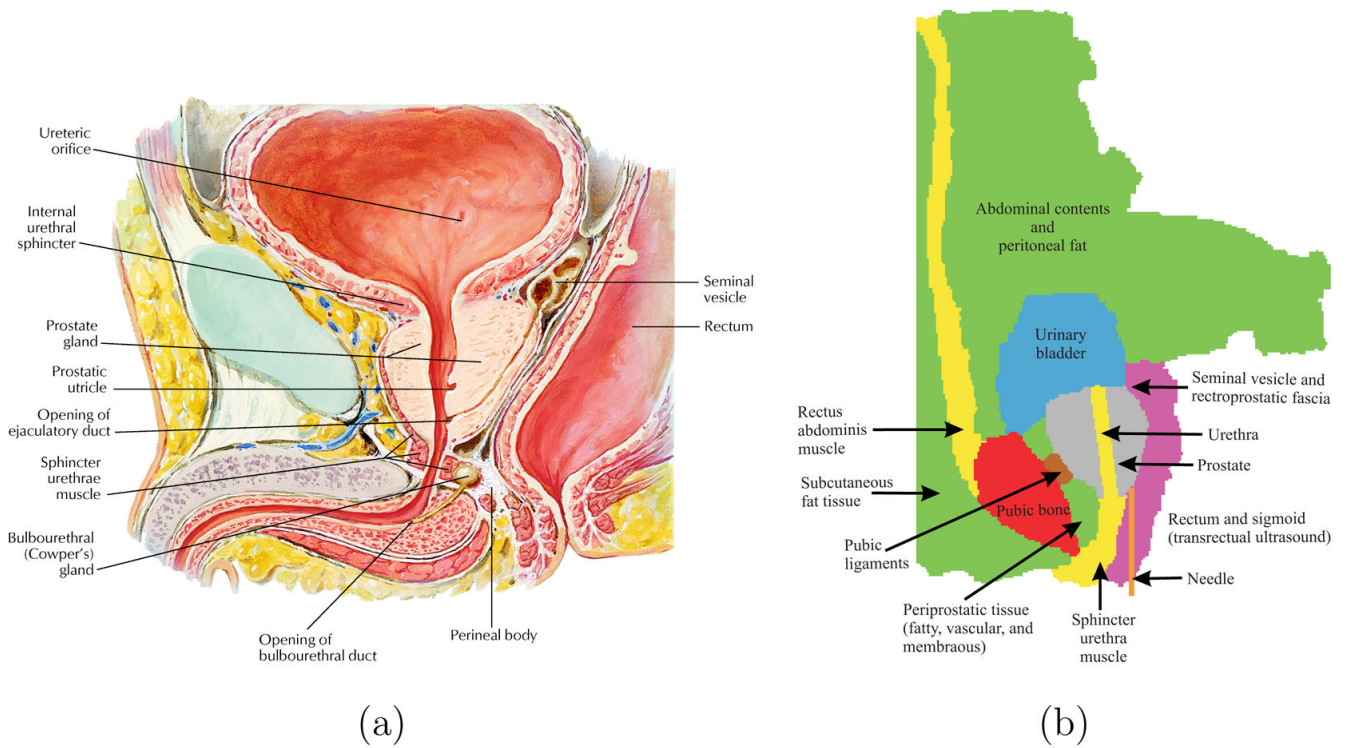 Ureteric
orifice
Internal
urethral
sphincter
Prostate
gland
Prostatic
utricle
Opening of
ejaculatory duct
Sphincter
urethrae
muscle
Bulbourethral
(Cowper's)
gland
Opening of
bulbourethral duct
Perineal body
Seminal
vesicle
Rectum
(a)
Abdominal contents
and
peritoneal fat
Urinary
bladder
Rectus
abdominis
muscle
Subcutaneous
fat tissue
Pubic bone
Pubic
ligaments
Periprostatic tissue
(fatty, vascular, and
membraous)
Sphincter
urethra
muscle
Seminal vesicle and
rectroprostatic fascia
Urethra
Prostate
Rectum and sigmoid
(transrectual ultrasound)
Needle
(b)